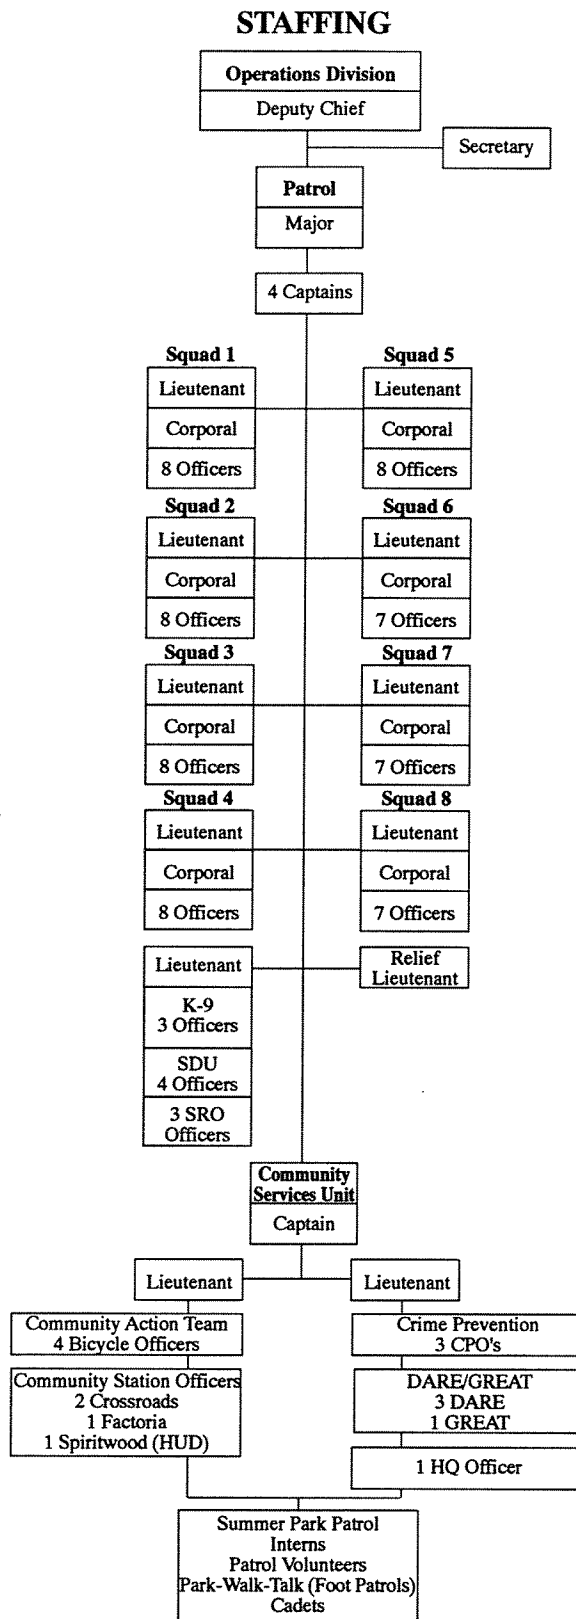 STAFFING
Operations Division
Deputy Chief
Secretary
Patrol
Major
4 Captains
Squad 1
Lieutenant
Corporal
8 Officers
Squad 5
Lieutenant
Corporal
8 Officers
Squad 2
Lieutenant
Corporal
8 Officers
Squad 6
Lieutenant
Corporal
7 Officers
Squad 3
Lieutenant
Corporal
8 Officers
Squad 7
Lieutenant
Corporal
7 Officers
Squad 4
Lieutenant
Corporal
8 Officers
Squad 8
Lieutenant
Corporal
7 Officers
Lieutenant
K-9
3 Officers
SDU
4 Officers
3 SRO
Officers
Relief
Lieutenant
Community
Services Unit
Captain
Lieutenant
Community Action Team
4 Bicycle Officers
Community Station Officers
2 Crossroads
1 Factoria
1 Spiritwood (HUD)
Lieutenant
Crime Prevention
3 CPO's
DARE/GREAT
3 DARE
1 GREAT
1 HQ Officer
Summer Park Patrol
Interns
Patrol Volunteers
Park-Walk-Talk (Foot Patrols)
Cadets